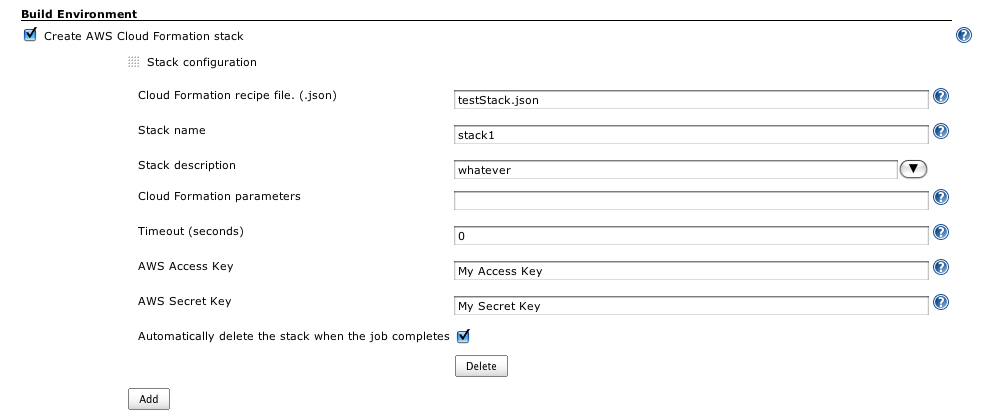 Build Environment
Create AWS Cloud Formation stack
Stack configuration
Cloud Formation recipe file. (.json) testStack.json
Stack name stack1
Stack description whatever
Cloud Formation parameters
Timeout (seconds) 0
AWS Access Key My Access Key
AWS Secret Key My Secret Key
Automatically delete the stack when the job completes
Delete
Add